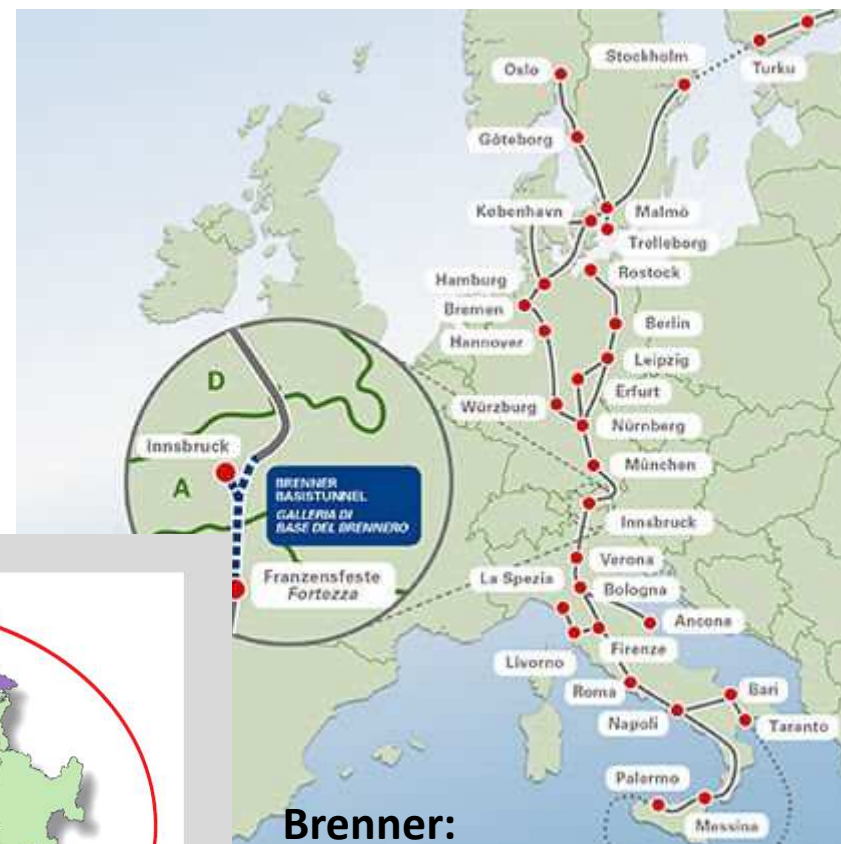 Oslo
Stockholm
Turku
Göteborg
København
Malmö
Trelleborg
Hamburg
Rostock
Bremen
Berlin
Hannover
Leipzig
Erfurt
Würzburg
Nürnberg
München
Innsbruck
D
Innsbruck
A
BRENNER
BASISTUNNEL
GALLERIA DI
BASE DEL BRENNERO
Franzensfeste
Fortezza
Verona
La Spezia
Bologna
Ancona
Firenze
Livorno
Roma
Bari
Napoli
Taranto
Palermo
Messina
Brenner: